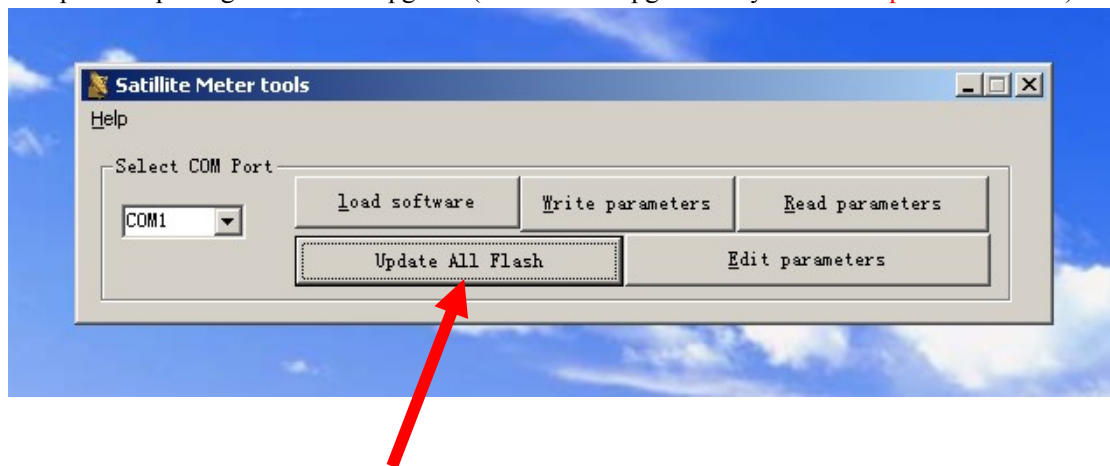 Satillite Meter tools
Help
Select COM Port
COM1
load software
Write parameters
Read parameters
Update All Flash
Edit parameters